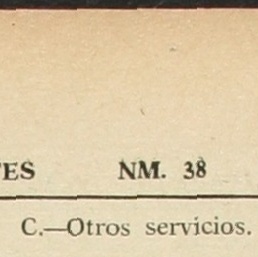 ES NM. 38
C.—Otros servicios.